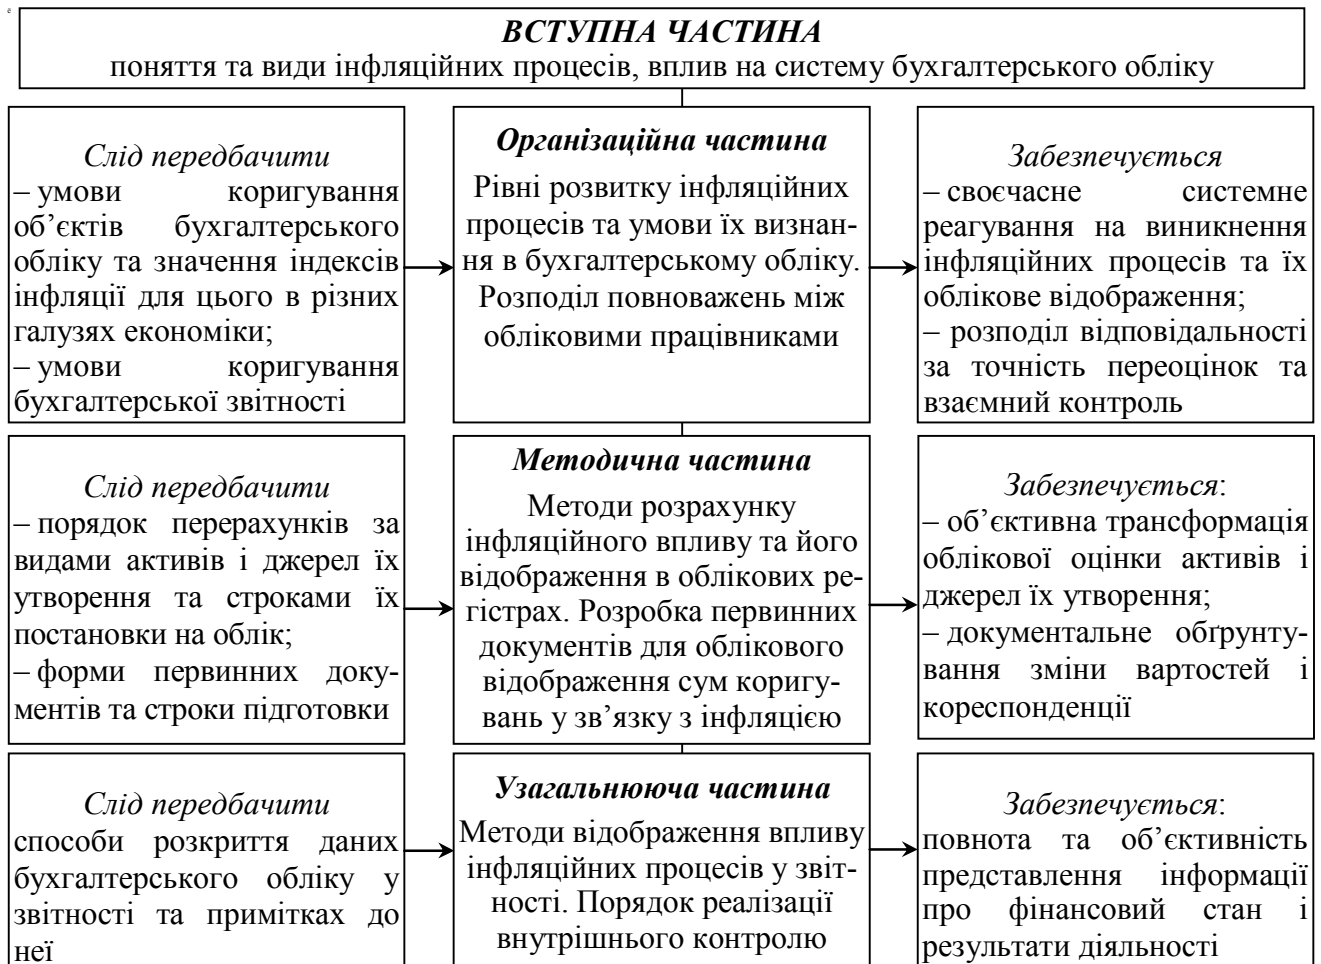 ВСТУПНА ЧАСТИНА
поняття та види інфляційних процесів, вплив на систему бухгалтерського обліку
Слід передбачити
– умови коригування
об’єктів бухгалтерського
обліку та значення індексів
інфляції для цього в різних
галузях економіки;
– умови коригування
бухгалтерської звітності
Організаційна частина
Рівні розвитку інфляційних
процесів та умови їх визнан-
ня в бухгалтерському обліку.
Розподіл повноважень між
обліковими працівниками
Забезпечується
– своєчасне системне
реагування на виникнення
інфляційних процесів та їх
облікове відображення;
– розподіл відповідальності
за точність переоцінок та
взаємний контроль
Слід передбачити
– порядок перерахунків за
видами активів і джерел їх
утворення та строками їх
постановки на облік;
– форми первинних доку-
ментів та строки підготовки
Методична частина
Методи розрахунку
інфляційного впливу та його
відображення в облікових ре-
гістрах. Розробка первинних
документів для облікового
відображення сум коригу-
вань у зв’язку з інфляцією
Забезпечується:
– об’єктивна трансформація
облікової оцінки активів і
джерел їх утворення;
– документальне обґрунту-
вання зміни вартостей і
кореспонденції
Слід передбачити
способи розкриття даних
бухгалтерського обліку у
звітності та примітках до
неї
Узагальнююча частина
Методи відображення впливу
інфляційних процесів у звіт-
ності. Порядок реалізації
внутрішнього контролю
Забезпечується:
повнота та об’єктивність
представлення інформації
про фінансовий стан і
результати діяльності